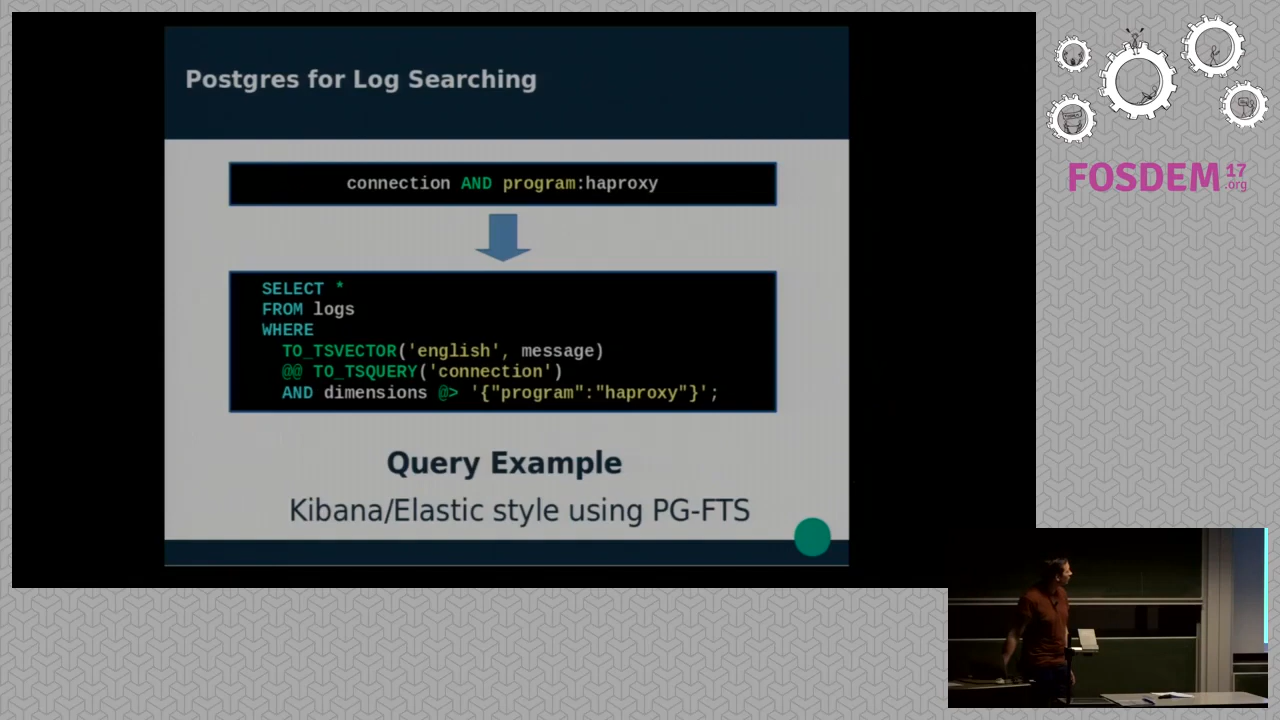 Postgres for Log Searching
connection AND program:haproxy
SELECT *
FROM logs
WHERE
TO_TSVECTOR('english', message)
@@ TO_TSQUERY('connection')
AND dimensions @> '{"program":"haproxy"}';
Query Example
Kibana/Elastic style using PG-FTS
FOSDEM 17
.org